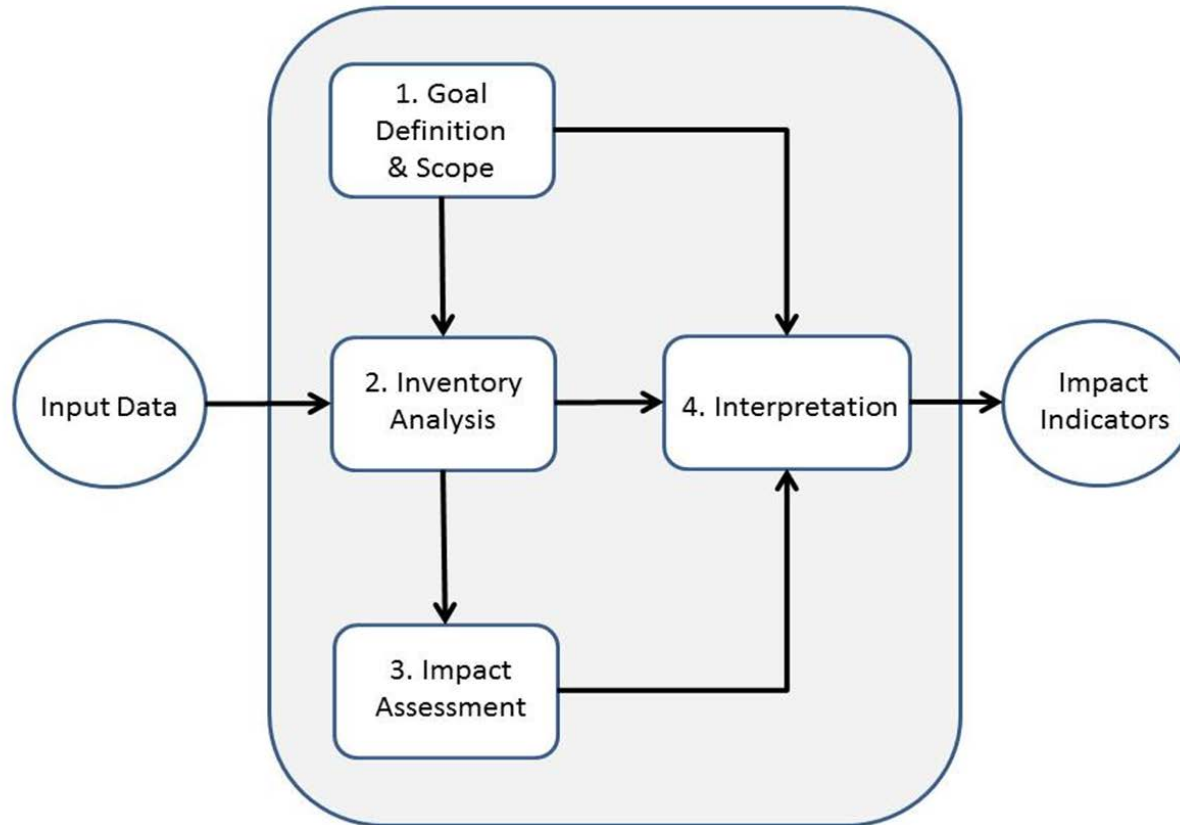 1. Goal
Definition
& Scope
Input Data
2. Inventory
Analysis
4. Interpretation
Impact
Indicators
3. Impact
Assessment